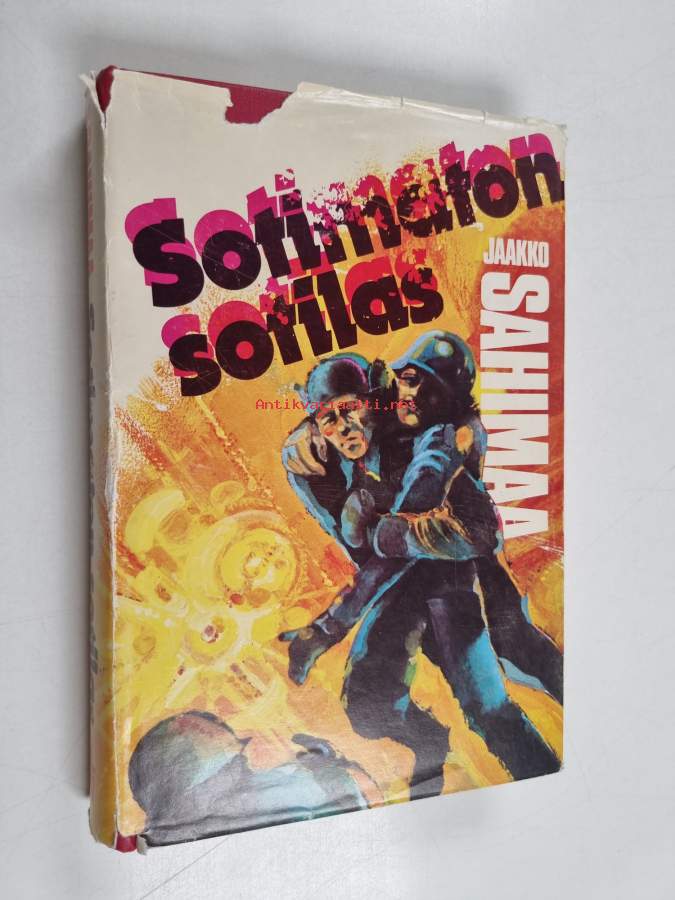 Sotimaton
sotilas
JAAKKO
SAHIMAA
Antikvariaatti.net